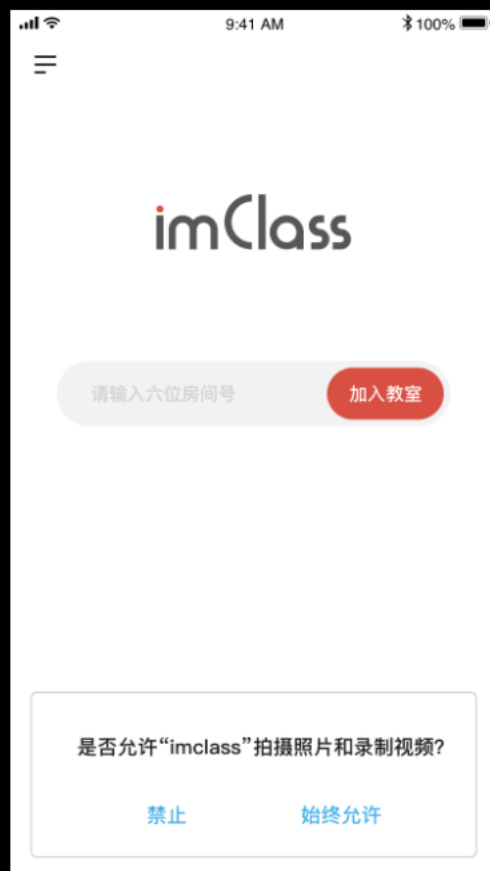 9:41 AM
100%
imClass
请输入六位房间号
加入教室
是否允许“imclass”拍摄照片和录制视频?
禁止
始终允许